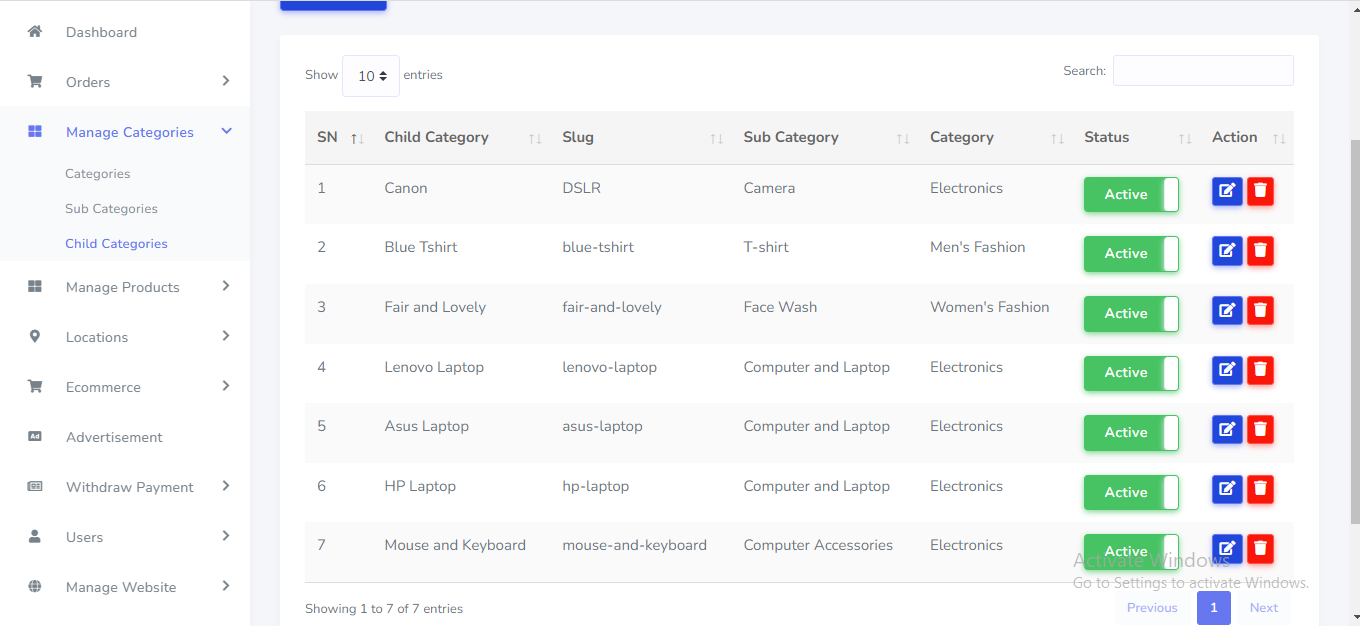 Dashboard
Orders
Manage Categories
Categories
Sub Categories
Child Categories
Manage Products
Locations
Ecommerce
Ad Advertisement
Withdraw Payment
Users
Manage Website
Show 10 entries
Search:
SN Child Category Slug Sub Category Category Status Action
1 Canon DSLR Camera Electronics Active
2 Blue Tshirt blue-tshirt T-shirt Men's Fashion Active
3 Fair and Lovely fair-and-lovely Face Wash Women's Fashion Active
4 Lenovo Laptop lenovo-laptop Computer and Laptop Electronics Active
5 Asus Laptop asus-laptop Computer and Laptop Electronics Active
6 HP Laptop hp-laptop Computer and Laptop Electronics Active
7 Mouse and Keyboard mouse-and-keyboard Computer Accessories Electronics Active
Activate Windows
Go to Settings to activate Windows.
Showing 1 to 7 of 7 entries
Previous 1 Next